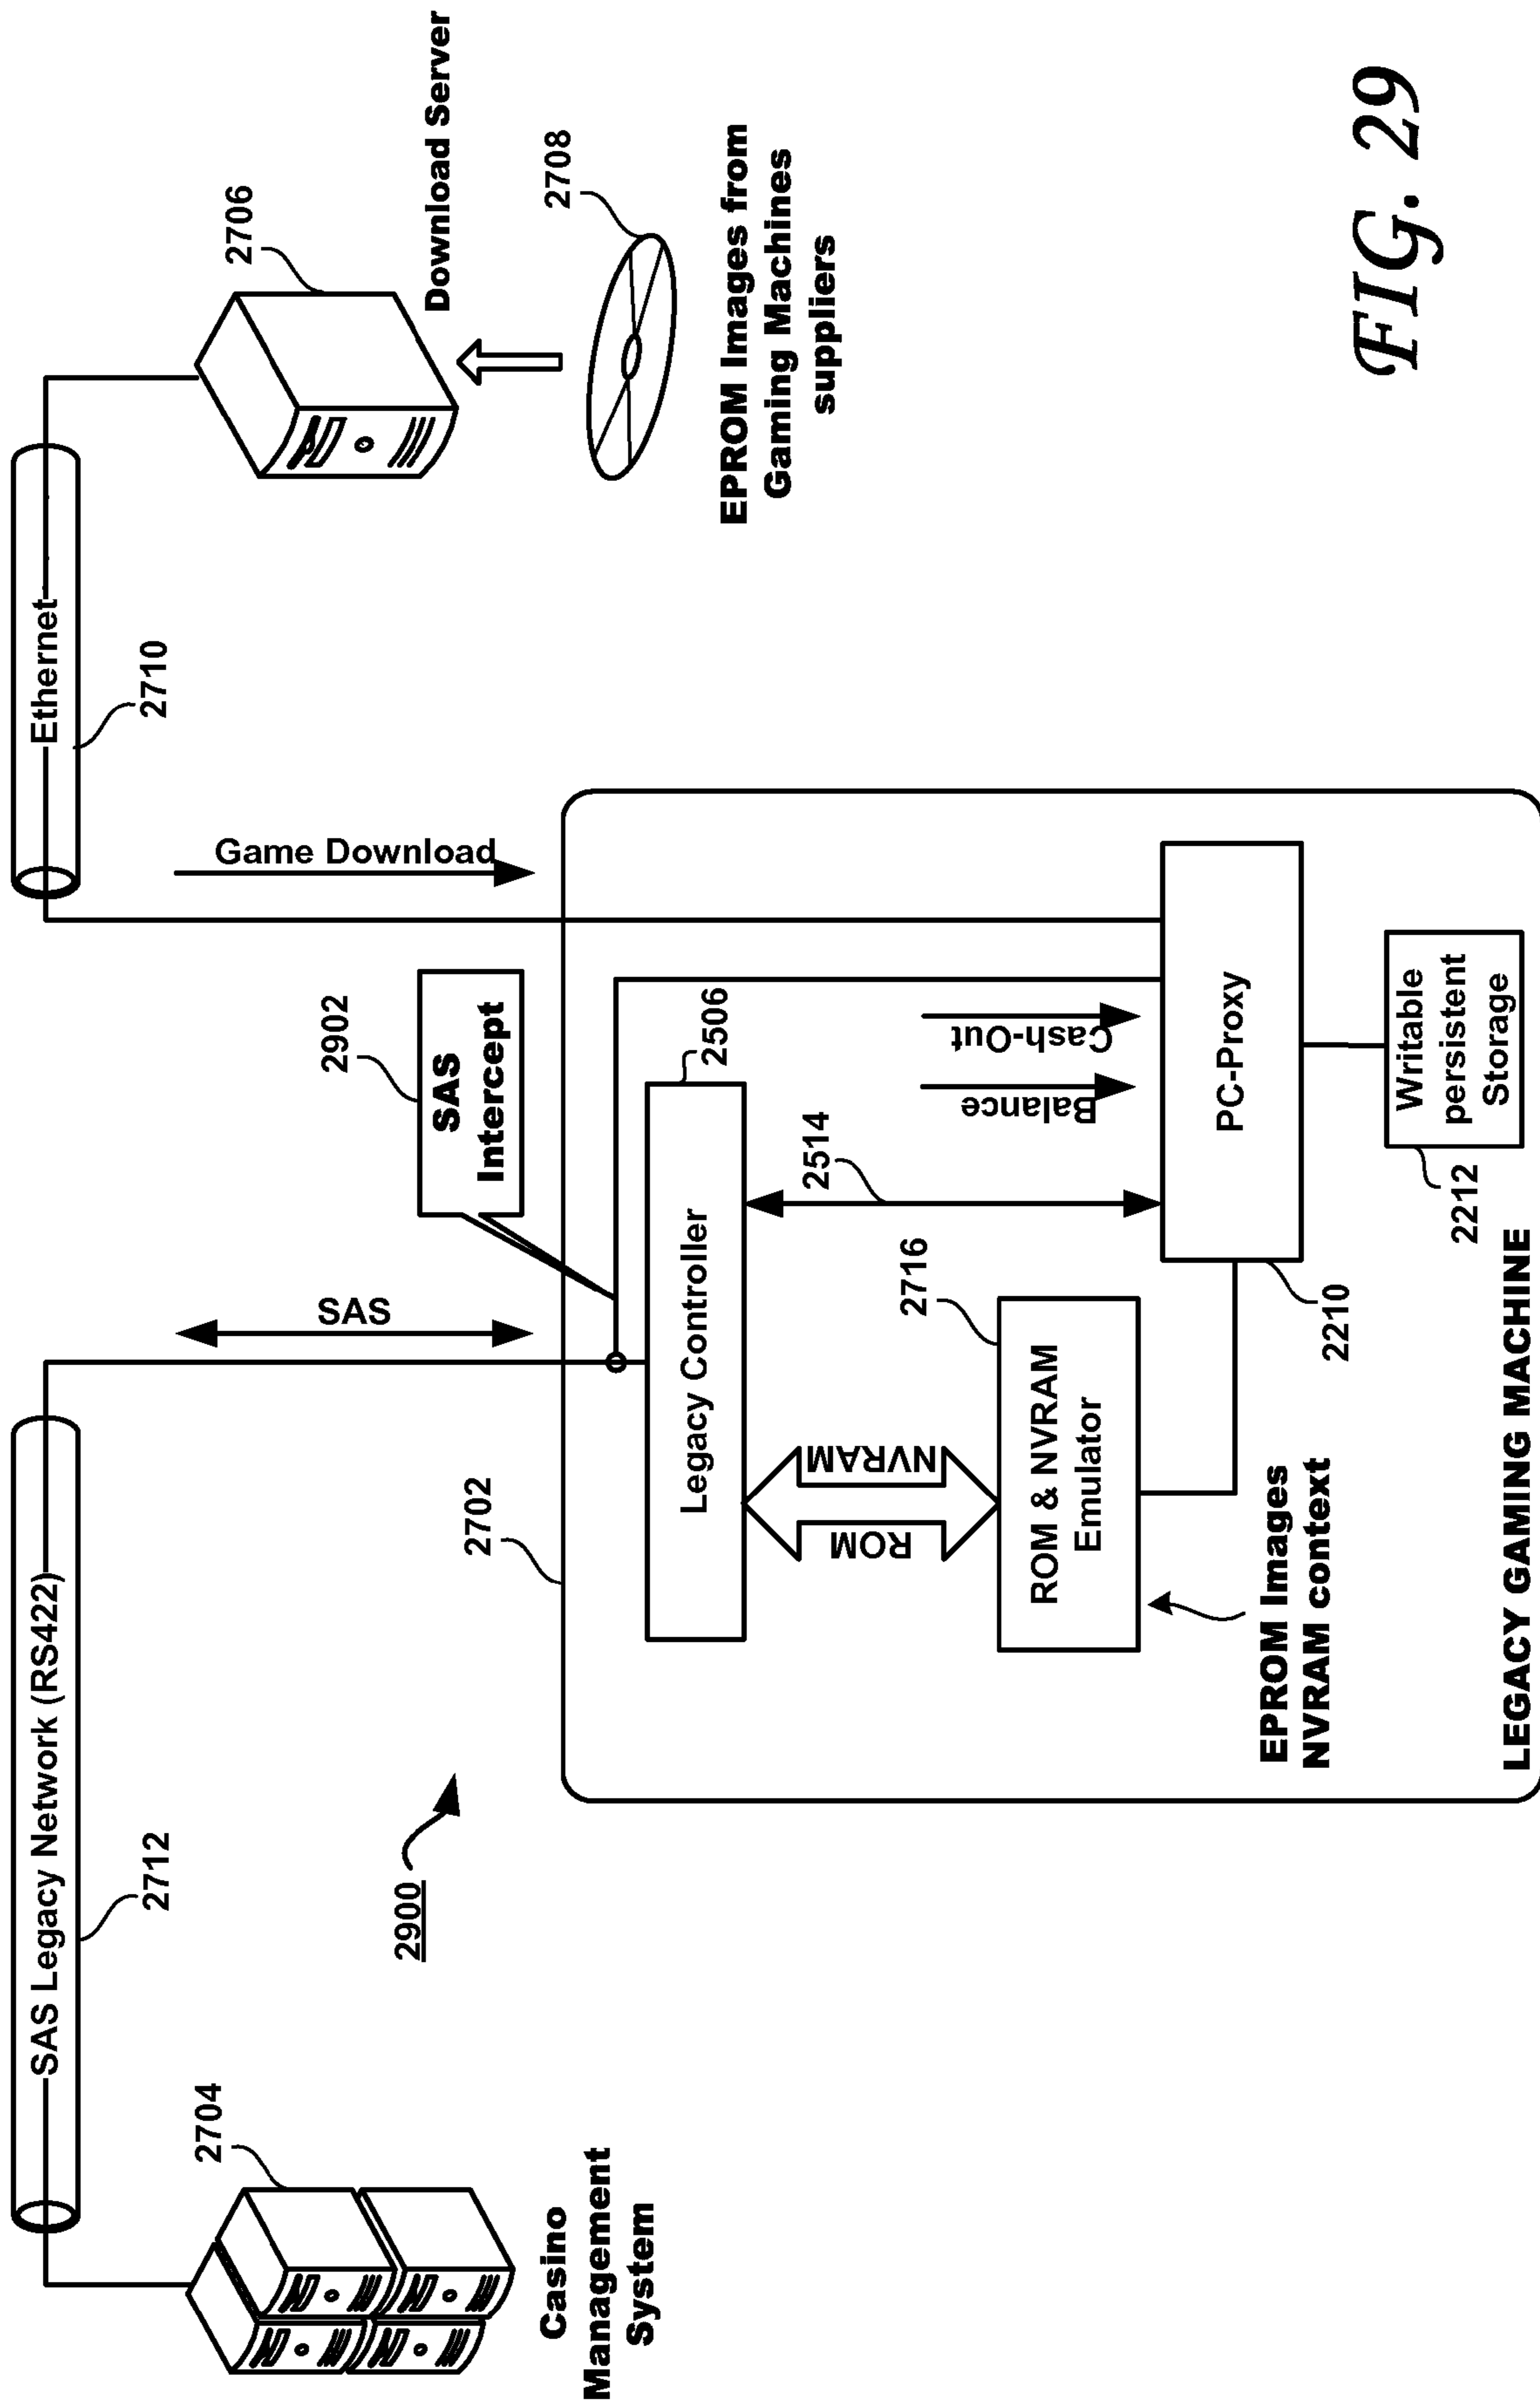 SAS Legacy Network (RS422)
2712
Ethernet
2710
2704
Casino
Management
System
2900
SAS
2902
SAS
Intercept
Game Download
2706
Download Server
2708
EPROM Images from
Gaming Machines
suppliers
2702
Legacy Controller
2506
ROM
NVRAM
2514
Balance
Cash-Out
2716
ROM & NVRAM
Emulator
PC-Proxy
2210
EPROM Images
NVRAM context
2212
Writable
persistent
Storage
LEGACY GAMING MACHINE
FIG. 29